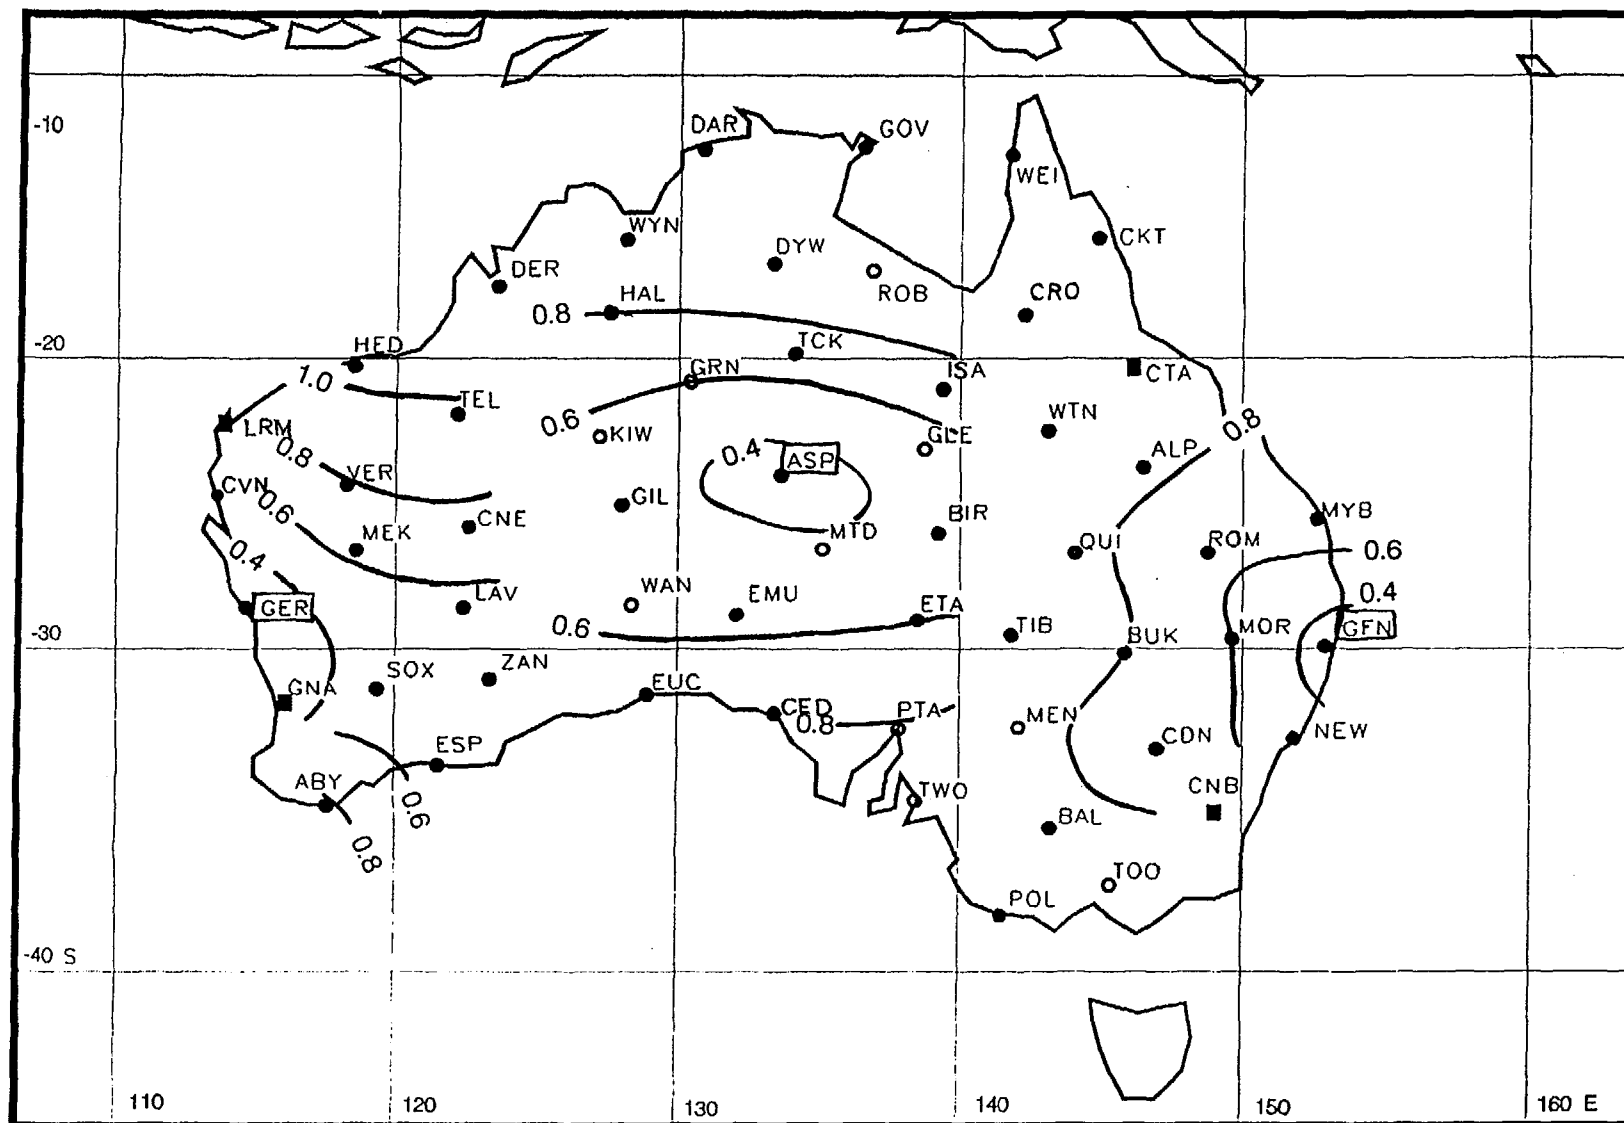 -10
DAR
GOV
WEI
WYN
CKT
DYW
DER
ROB
HAL
CRO
0.8
HED
TCK
-20
ISA
GRN
CTA
1.0
TEL
WTN
0.6
LRM
KIW
GLE
0.8
0.8
0.4
ASP
ALP
VER
CVN
0.6
GIL
CNE
BIR
MYB
MEK
MTD
QUI
ROM
0.6
0.4
WAN
EMU
LAV
0.4
GER
ETA
0.6
TIB
BUK
MOR
GFN
-30
SOX
ZAN
GNA
EUC
CED
0.8
PTA
MEN
NEW
CDN
ESP
ABY
CNB
TWO
0.6
BAL
0.8
TOO
POL
-40 S
110
120
130
140
150
160 E